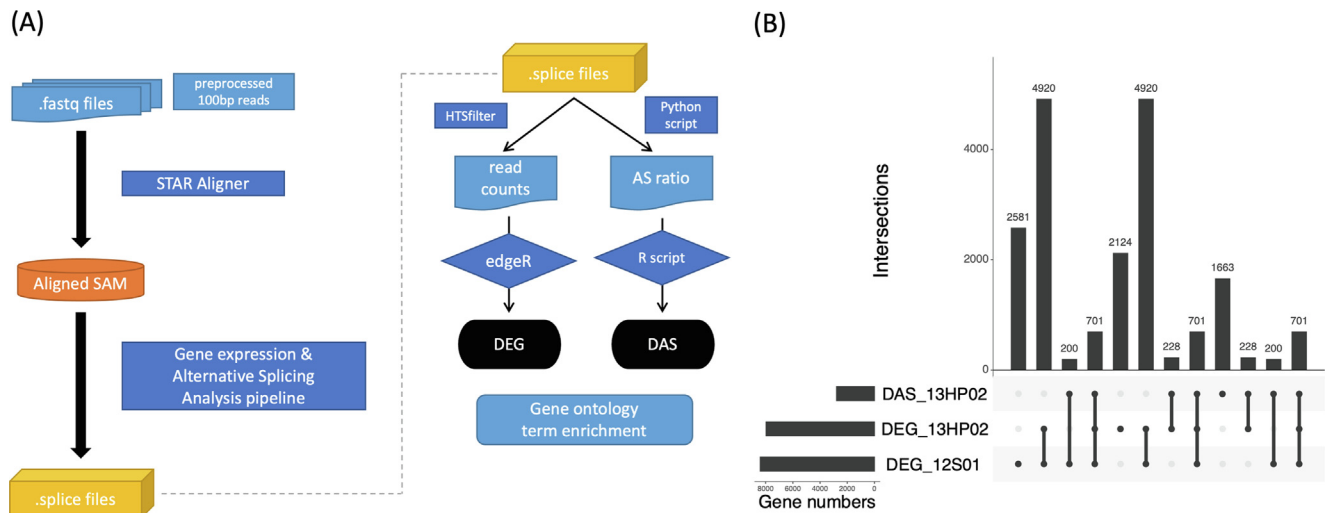 (A)
.fastq files
preprocessed
100bp reads
STAR Aligner
Aligned SAM
Gene expression &
Alternative Splicing
Analysis pipeline
.splice files
.splice files
HTSfilter
Python
script
read
counts
AS ratio
edgeR
R script
DEG
DAS
Gene ontology
term enrichment
(B)
Intersections
4000
2000
0
2581
4920
200
701
2124
4920
228
701
1663
228
200
701
DAS_13HP02
DEG_13HP02
DEG_12S01
8000 6000 4000 2000 0
Gene numbers